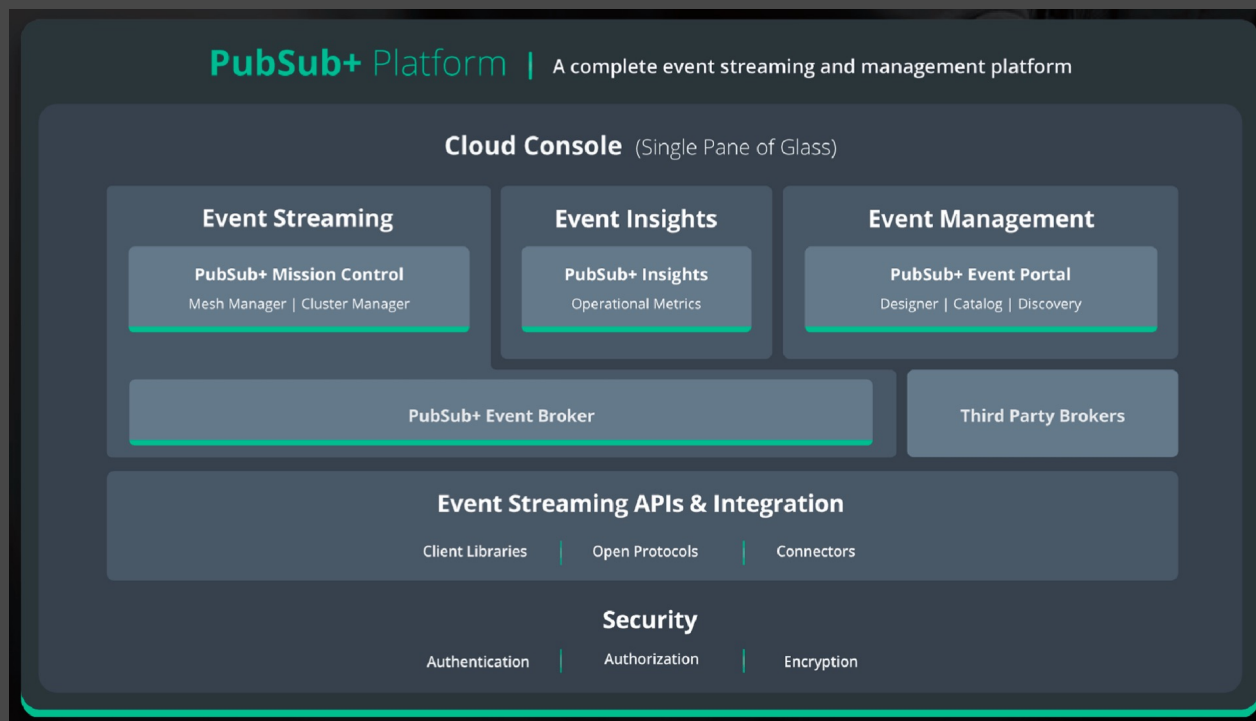 PubSub+ Platform | A complete event streaming and management platform
Cloud Console (Single Pane of Glass)
Event Streaming
PubSub+ Mission Control
Mesh Manager | Cluster Manager
Event Insights
PubSub+ Insights
Operational Metrics
Event Management
PubSub+ Event Portal
Designer | Catalog | Discovery
PubSub+ Event Broker
Third Party Brokers
Event Streaming APIs & Integration
Client Libraries | Open Protocols | Connectors
Security
Authentication | Authorization | Encryption